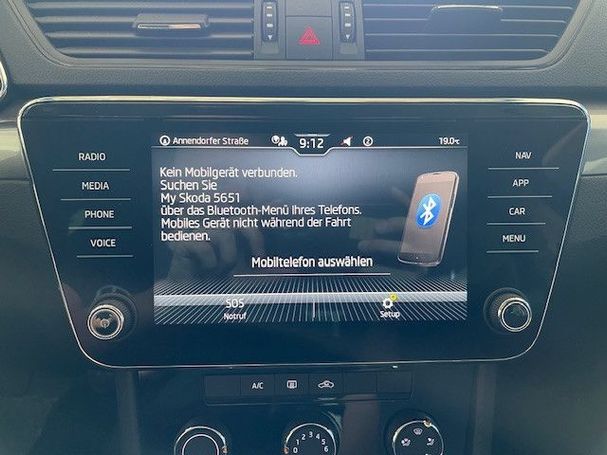 Annendorfer Straße
9:12
2
19.0°C
RADIO
MEDIA
PHONE
VOICE
NAV
APP
CAR
MENU
Kein Mobilgerät verbunden.
Suchen Sie
My Skoda 5651
über das Bluetooth-Menü Ihres Telefons.
Mobiles Gerät nicht während der Fahrt
bedienen.
Mobiltelefon auswählen
SOS
Notruf
Setup
A/C